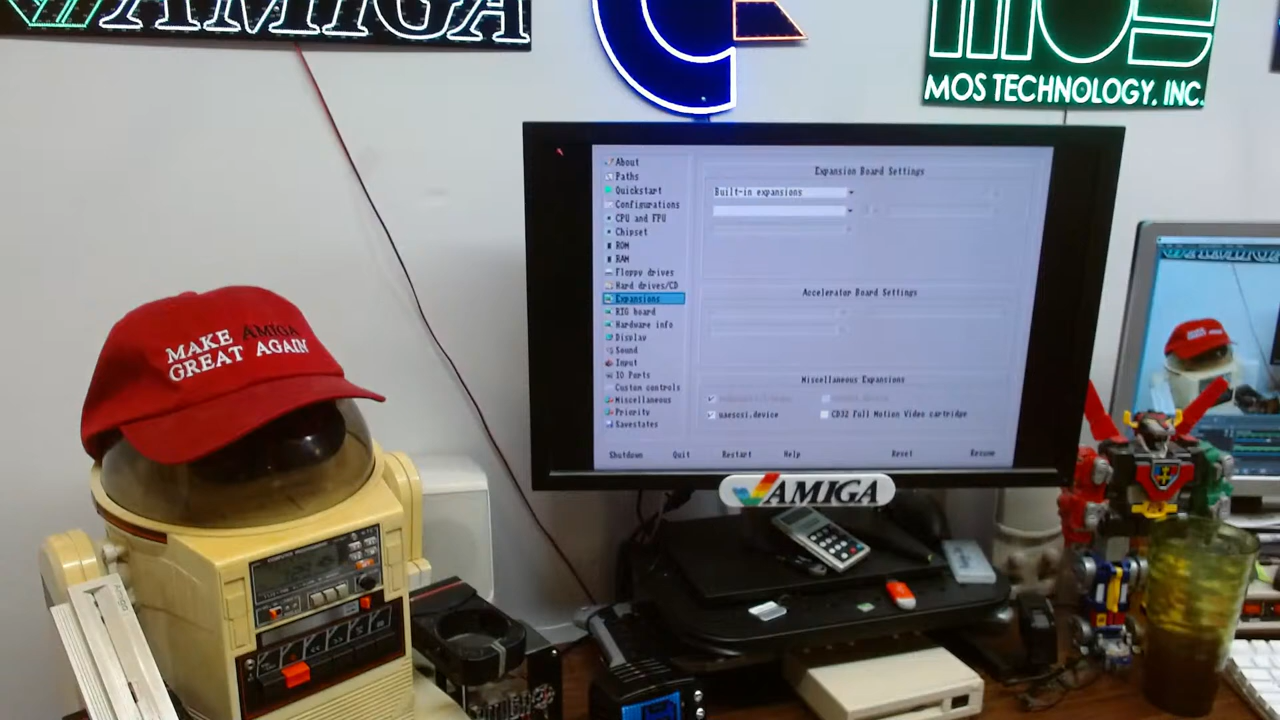 AMIGA
MOS
MOS TECHNOLOGY, INC.
About
Paths
Quickstart
Configurations
CPU and FPU
Chipset
ROM
RAM
Floppy drives
Hard drives/CD
Expansions
RTG board
Hardware info
Display
Sound
Input
IO Ports
Custom controls
Miscellaneous
Priority
Savestates
Expansion Board Settings
Built-in expansions
Accelerator Board Settings
Miscellaneous Expansions
uaescsi.device
CD32 Full Motion Video cartridge
Shutdown
Quit
Restart
Help
Reset
Resume
AMIGA
MAKE AMIGA
GREAT AGAIN
Amiga